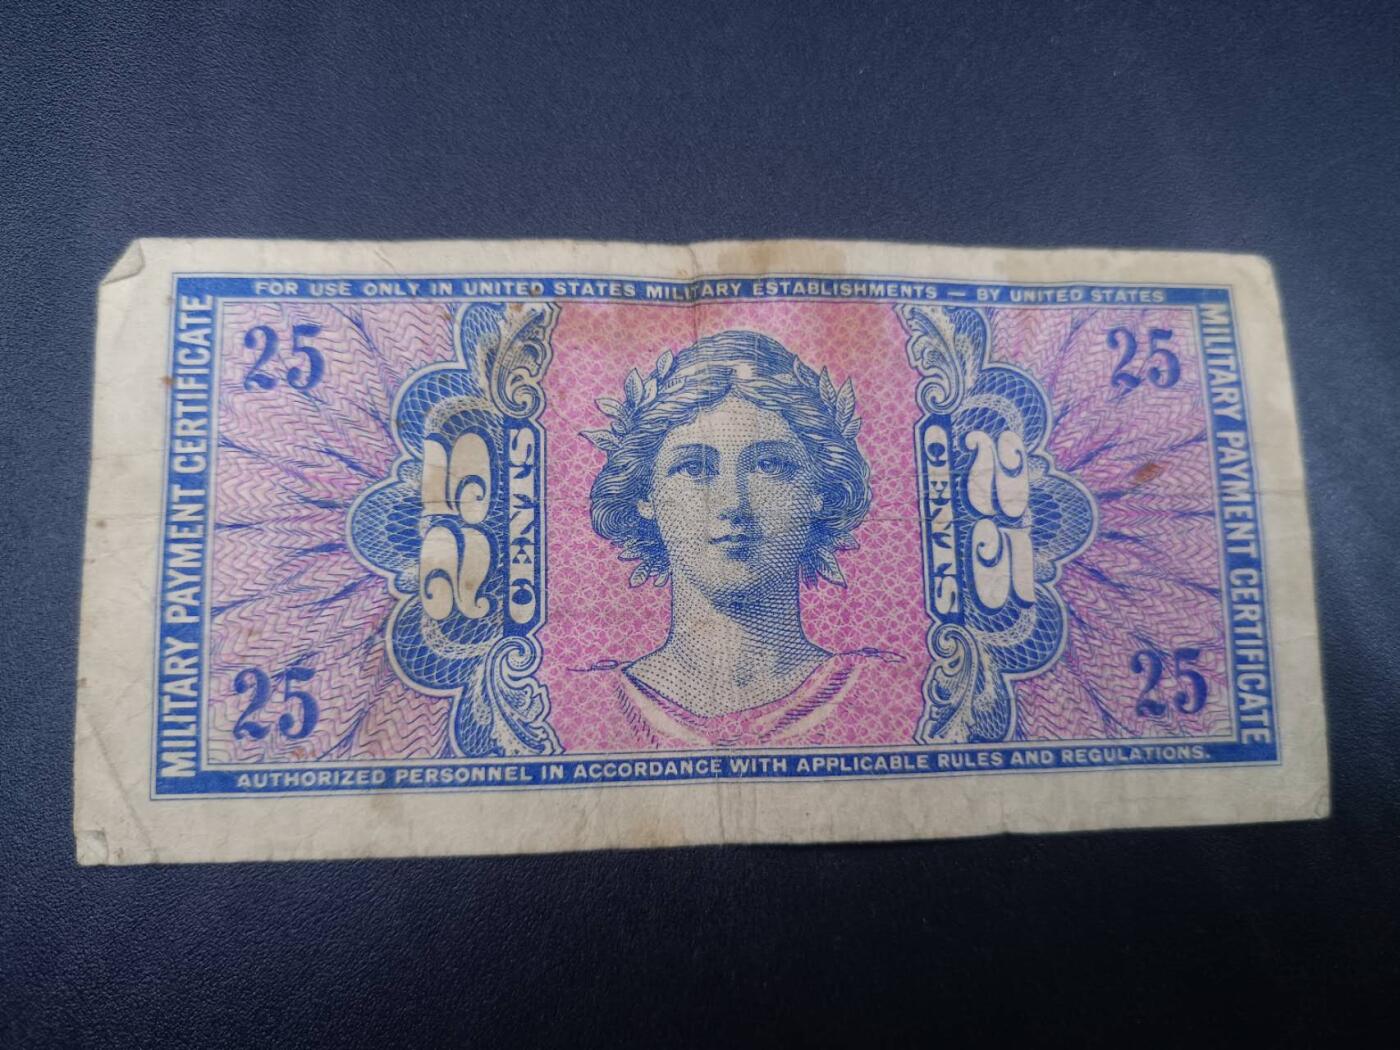 FOR USE ONLY IN UNITED STATES MILITARY ESTABLISHMENTS — BY UNITED STATES
MILITARY PAYMENT CERTIFICATE
25
25
25 CENTS
25 CENTS
MILITARY PAYMENT CERTIFICATE
25
25
AUTHORIZED PERSONNEL IN ACCORDANCE WITH APPLICABLE RULES AND REGULATIONS.